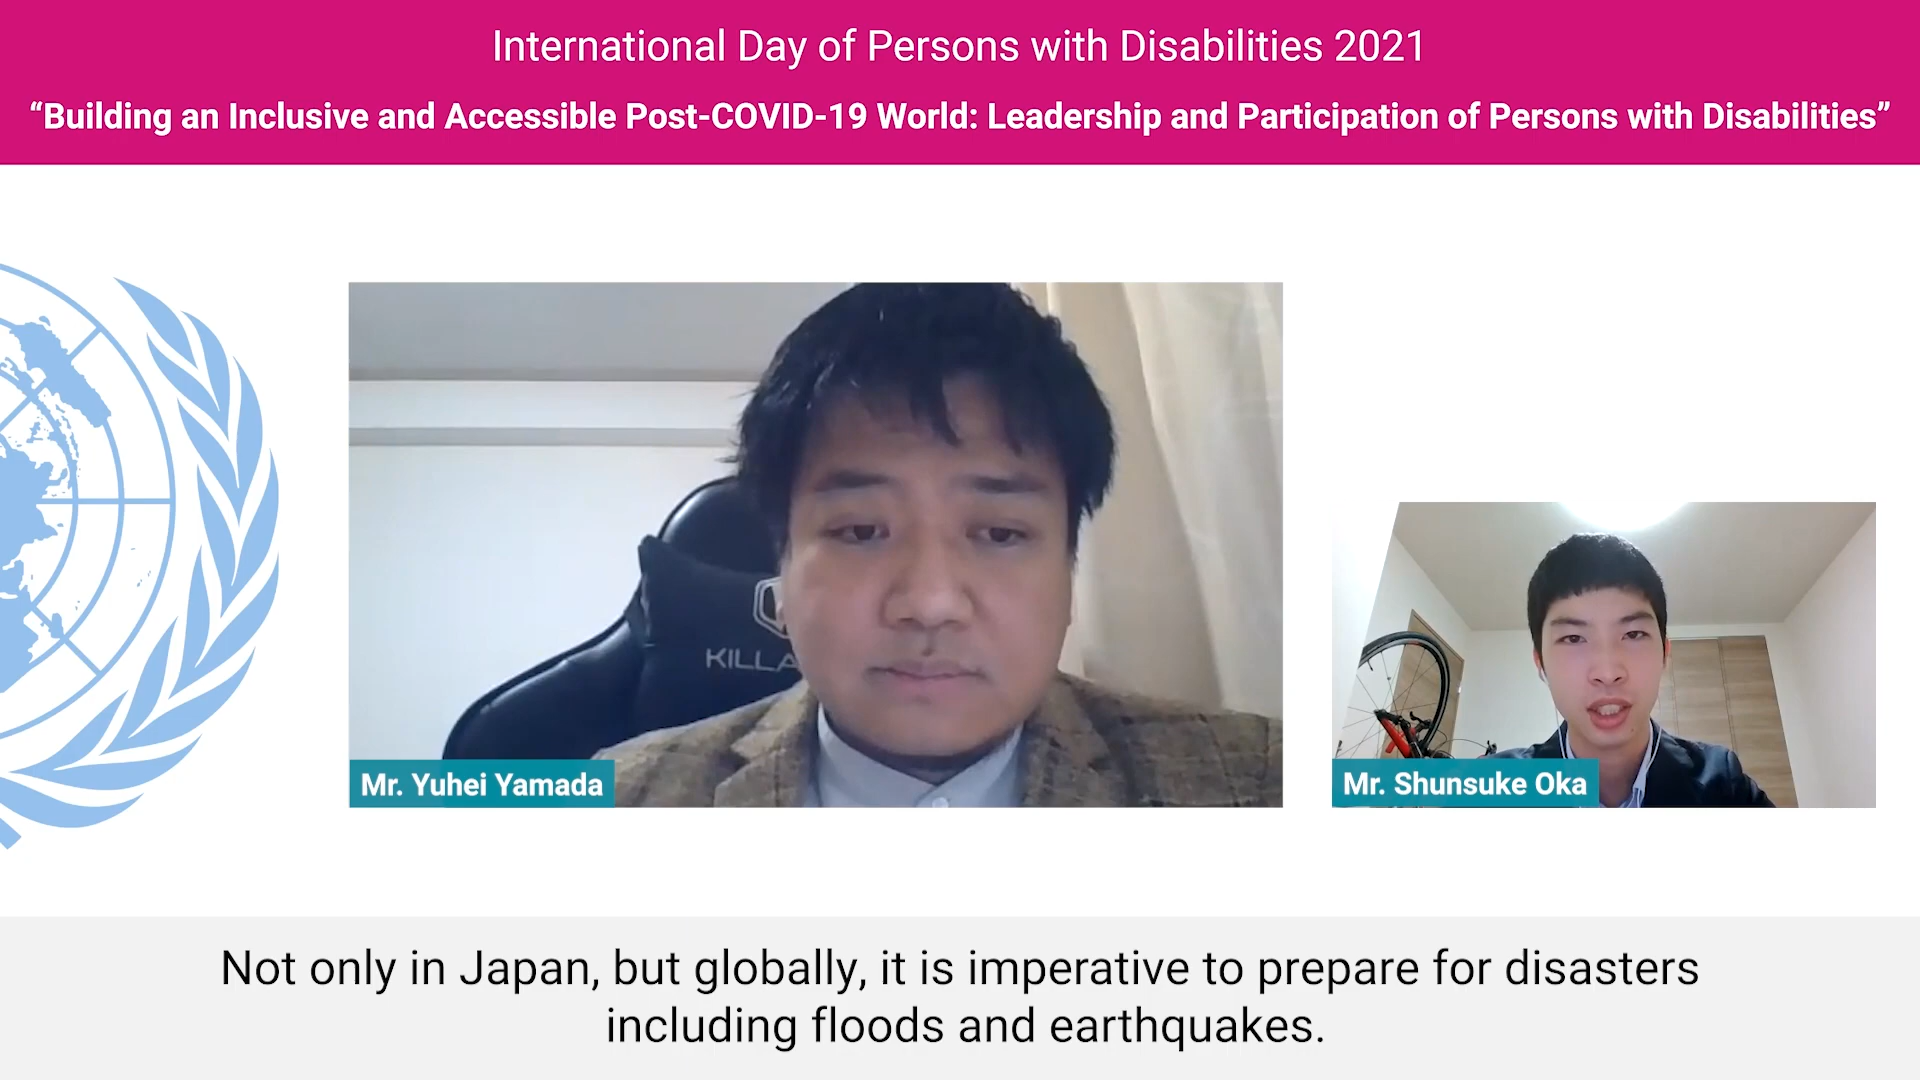 International Day of Persons with Disabilities 2021
“Building an Inclusive and Accessible Post-COVID-19 World: Leadership and Participation of Persons with Disabilities”
KILLA
Mr. Yuhei Yamada
Mr. Shunsuke Oka
Not only in Japan, but globally, it is imperative to prepare for disasters
including floods and earthquakes.